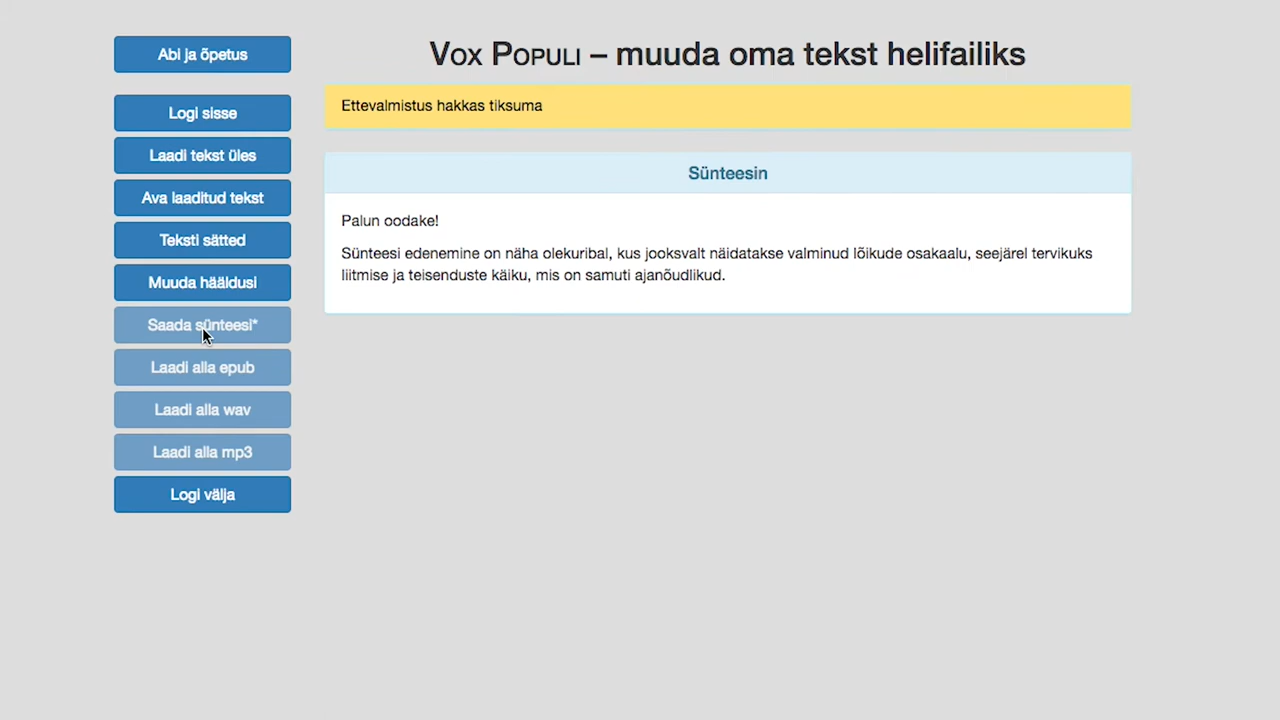 Abi ja õpetus
Logi sisse
Laadi tekst üles
Ava laaditud tekst
Teksti sätted
Muuda hääldusi
Saada sünteesi*
Laadi alla epub
Laadi alla wav
Laadi alla mp3
Logi välja
Vox Populi – muuda oma tekst helifailiks
Ettevalmistus hakkas tiksuma
Sünteesin
Palun oodake!
Sünteesi edenemine on näha olekuribal, kus jooksvalt näidatakse valminud lõikude osakaalu, seejärel tervikuks
liitmise ja teisenduste käiku, mis on samuti ajanõudlikud.